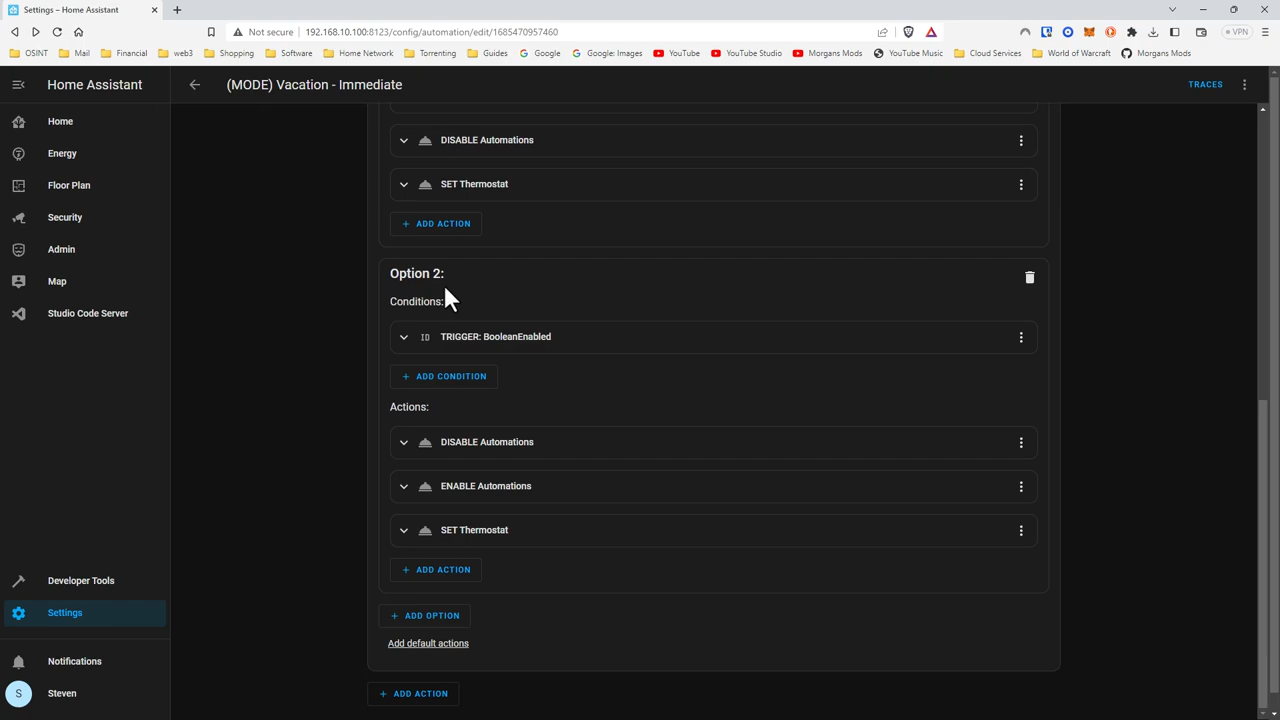 Settings – Home Assistant
Not secure
192.168.10.100:8123/config/automation/edit/1685470957460
VPN
OSINT
Mail
Financial
web3
Shopping
Software
Home Network
Torrenting
Guides
Google
Google: Images
YouTube
YouTube Studio
Morgans Mods
YouTube Music
Cloud Services
World of Warcraft
Morgans Mods
Home Assistant
(MODE) Vacation - Immediate
TRACES
Home
Energy
Floor Plan
Security
Admin
Map
Studio Code Server
Developer Tools
Settings
Notifications
S
Steven
DISABLE Automations
SET Thermostat
+ ADD ACTION
Option 2:
Conditions:
ID TRIGGER: BooleanEnabled
+ ADD CONDITION
Actions:
DISABLE Automations
ENABLE Automations
SET Thermostat
+ ADD ACTION
+ ADD OPTION
Add default actions
+ ADD ACTION